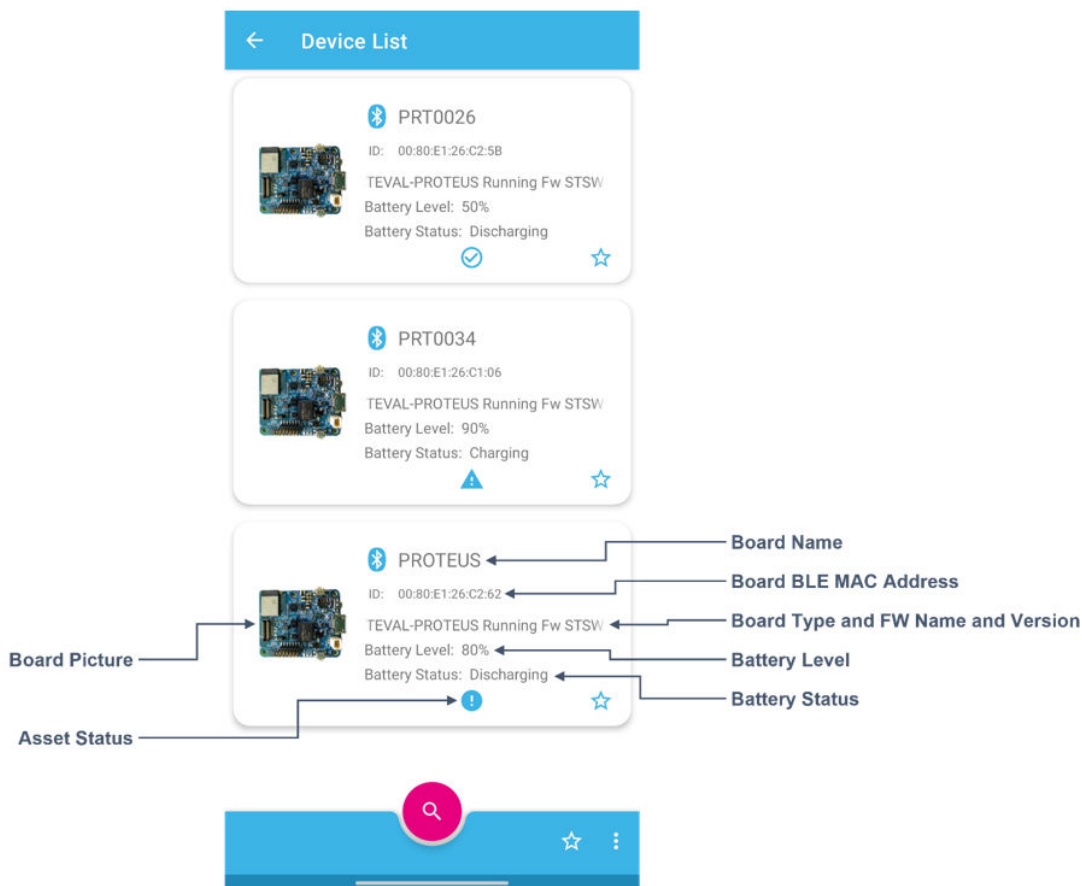 Device List
PRT0026
ID: 00:80:E1:26:C2:5B
TEVAL-PROTEUS Running Fw STSW
Battery Level: 50%
Battery Status: Discharging
PRT0034
ID: 00:80:E1:26:C1:06
TEVAL-PROTEUS Running Fw STSW
Battery Level: 90%
Battery Status: Charging
PROTEUS
Board Name
ID: 00:80:E1:26:C2:62
Board BLE MAC Address
TEVAL-PROTEUS Running Fw STSW
Board Type and FW Name and Version
Board Picture
Battery Level: 80%
Battery Level
Battery Status: Discharging
Battery Status
Asset Status